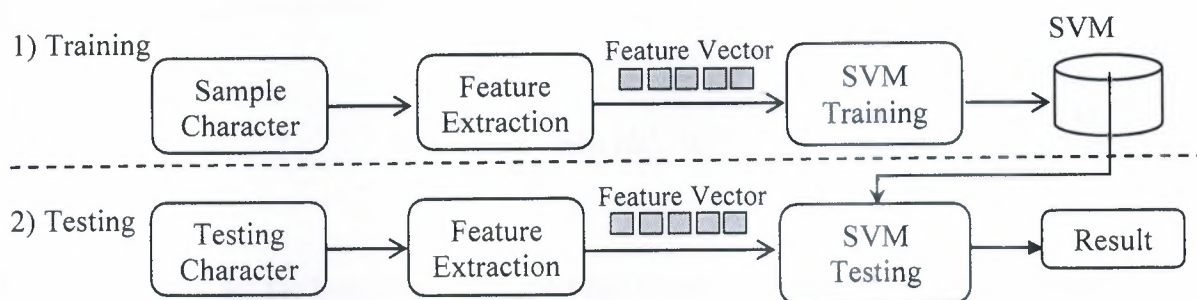 1) Training
Sample
Character
Feature
Extraction
Feature Vector
SVM
Training
SVM
2) Testing
Testing
Character
Feature
Extraction
Feature Vector
SVM
Testing
Result